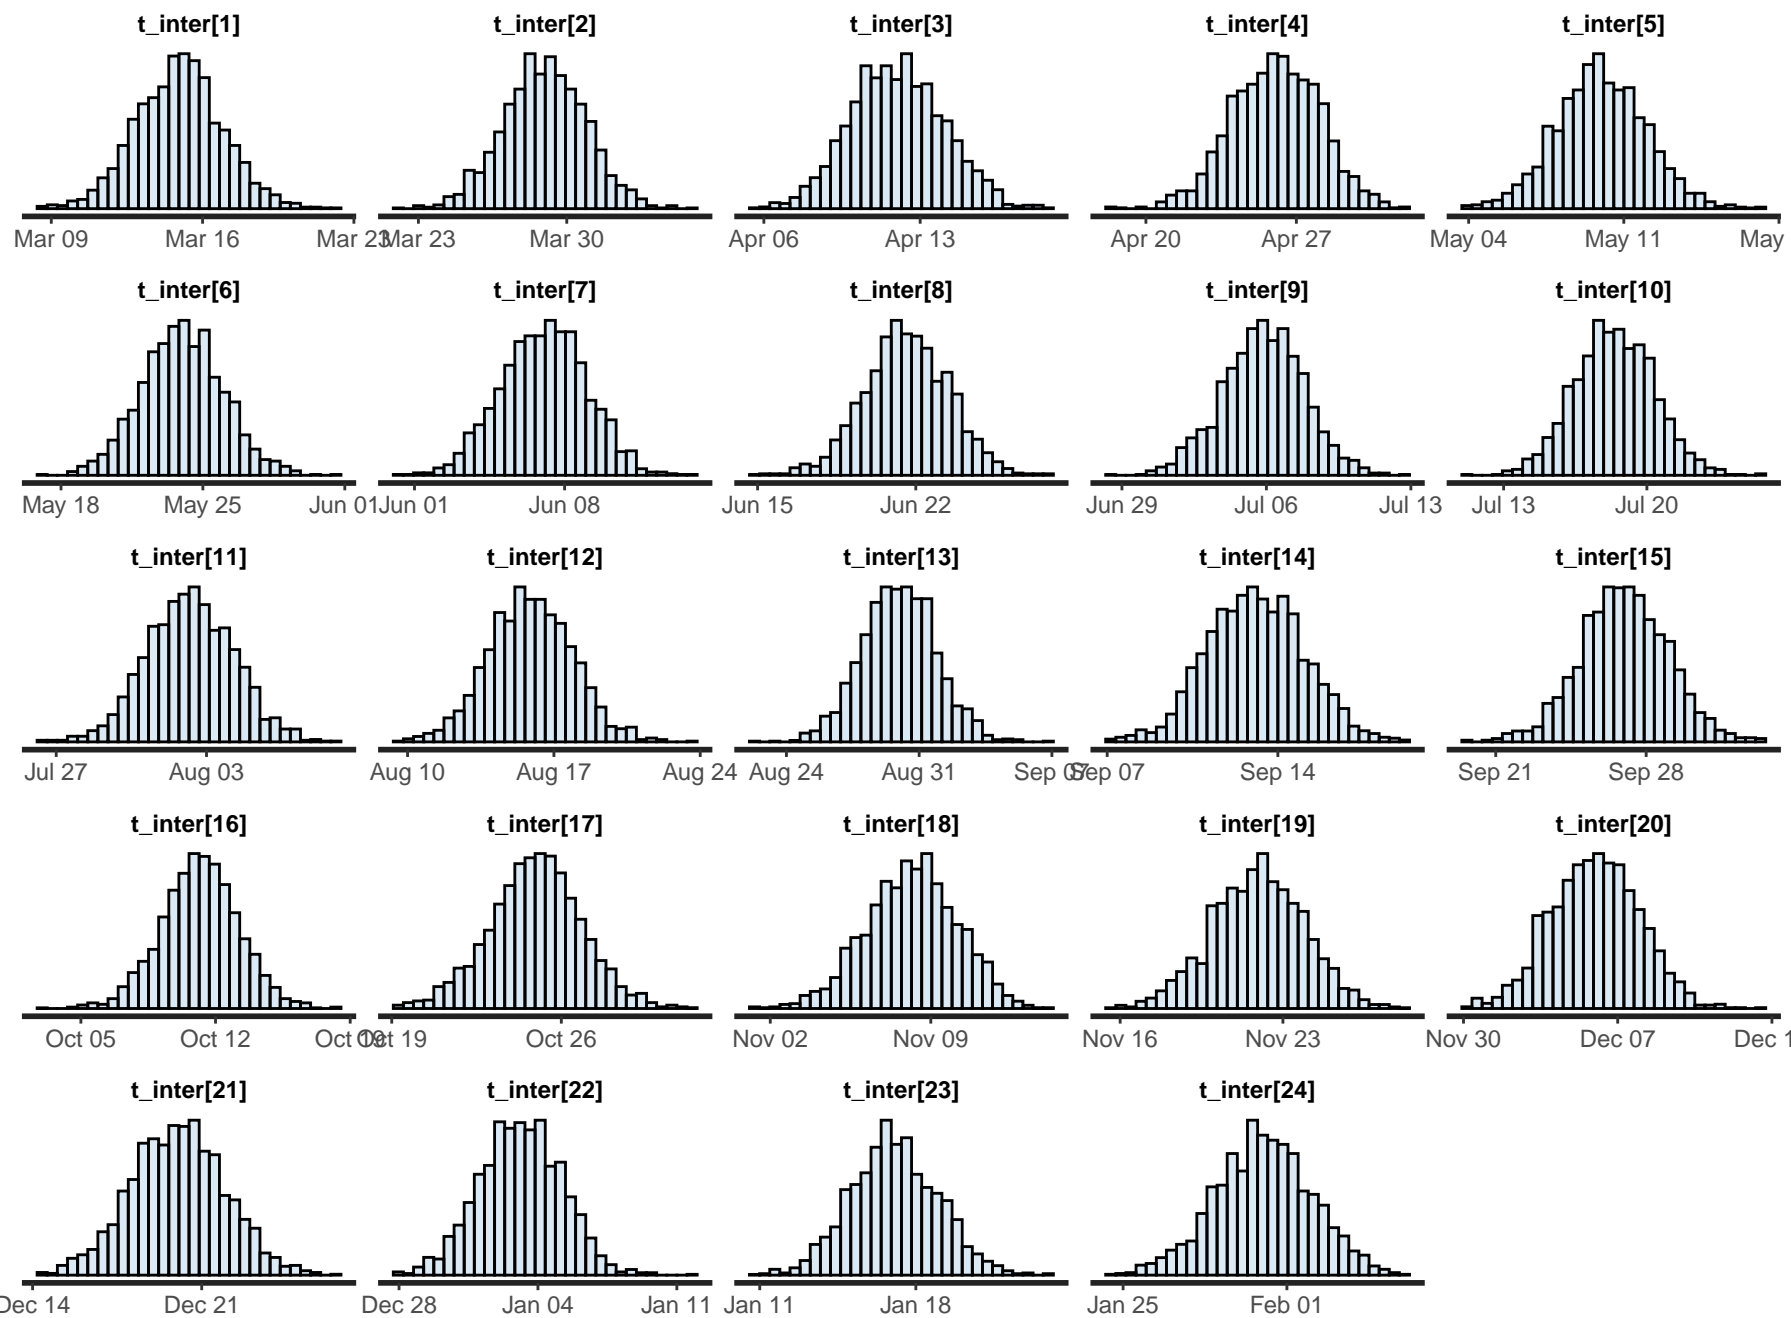 t_inter[1] t_inter[2] t_inter[3] t_inter[4] t_inter[5]
Mar 09 Mar 16 Mar 23 Mar 23 Mar 30 Apr 06 Apr 13 Apr 20 Apr 27 May 04 May 11 May
t_inter[6] t_inter[7] t_inter[8] t_inter[9] t_inter[10]
May 18 May 25 Jun 01 Jun 01 Jun 08 Jun 15 Jun 22 Jun 29 Jul 06 Jul 13 Jul 13 Jul 20
t_inter[11] t_inter[12] t_inter[13] t_inter[14] t_inter[15]
Jul 27 Aug 03 Aug 10 Aug 17 Aug 24 Aug 24 Aug 31 Sep 07 Sep 07 Sep 14 Sep 21 Sep 28
t_inter[16] t_inter[17] t_inter[18] t_inter[19] t_inter[20]
Oct 05 Oct 12 Oct 19 Oct 19 Oct 26 Nov 02 Nov 09 Nov 16 Nov 23 Nov 30 Dec 07 Dec 1
t_inter[21] t_inter[22] t_inter[23] t_inter[24]
Dec 14 Dec 21 Dec 28 Jan 04 Jan 11 Jan 11 Jan 18 Jan 25 Feb 01